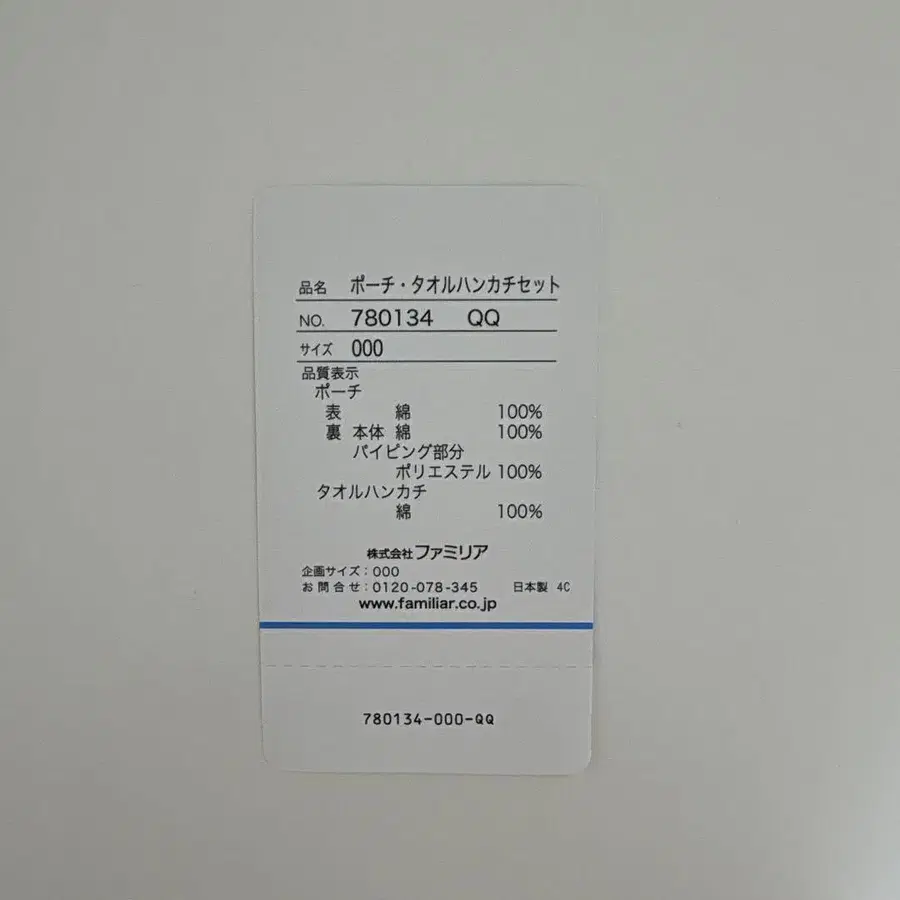 品名 ポーチ・タオルハンカチセット
NO. 780134 QQ
サイズ 000
品質表示
ポーチ
表 綿 100%
裏 本体 綿 100%
パイピング部分
ポリエステル 100%
タオルハンカチ
綿 100%
株式会社ファミリア
企画サイズ：000
お問合せ：0120-078-345 日本製 4C
www.familiar.co.jp
780134-000-QQ